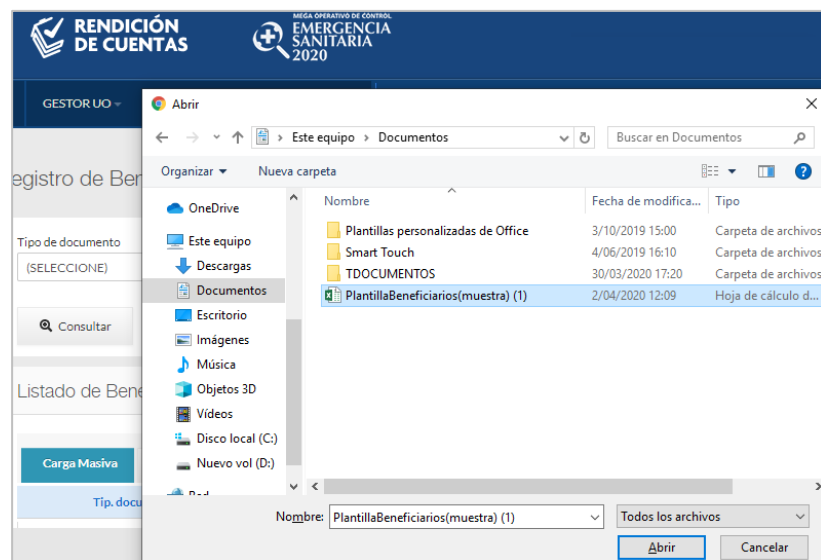 RENDICIÓN
DE CUENTAS
MEGA OPERATIVO DE CONTROL
EMERGENCIA
SANITARIA
2020
GESTOR UO
Abrir
Este equipo > Documentos
Buscar en Documentos
Organizar
Nueva carpeta
egistro de Ber
Tipo de documento
(SELECCIONE)
Consultar
Listado de Bene
Carga Masiva
Tip. docu
OneDrive
Este equipo
Descargas
Documentos
Escritorio
Imágenes
Música
Objetos 3D
Vídeos
Disco local (C:)
Nuevo vol (D:)
Nombre Fecha de modifica... Tipo
Plantillas personalizadas de Office 3/10/2019 15:00 Carpeta de archivos
Smart Touch 4/06/2019 16:10 Carpeta de archivos
TDOCUMENTOS 30/03/2020 17:20 Carpeta de archivos
PlantillaBeneficiarios(muestra) (1) 2/04/2020 12:09 Hoja de cálculo d...
Nombre: PlantillaBeneficiarios(muestra) (1)
Todos los archivos
Abrir
Cancelar